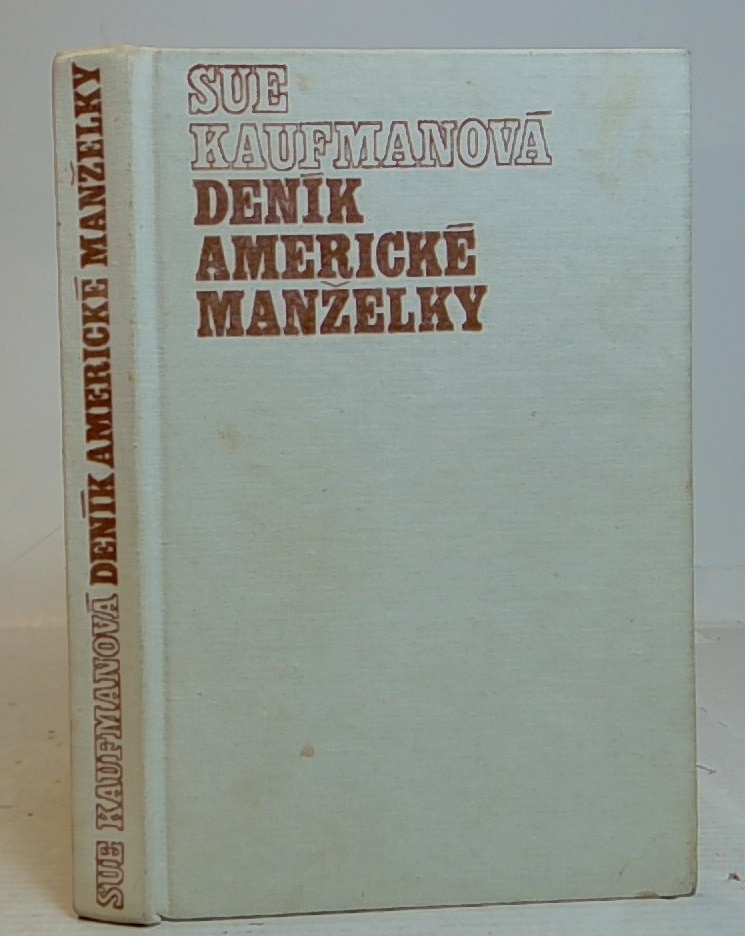 SUE
KAUFMANOVÁ
DENÍK
AMERICKÉ
MANŽELKY
SUE KAUFMANOVÁ DENÍK AMERICKÉ MANŽELKY